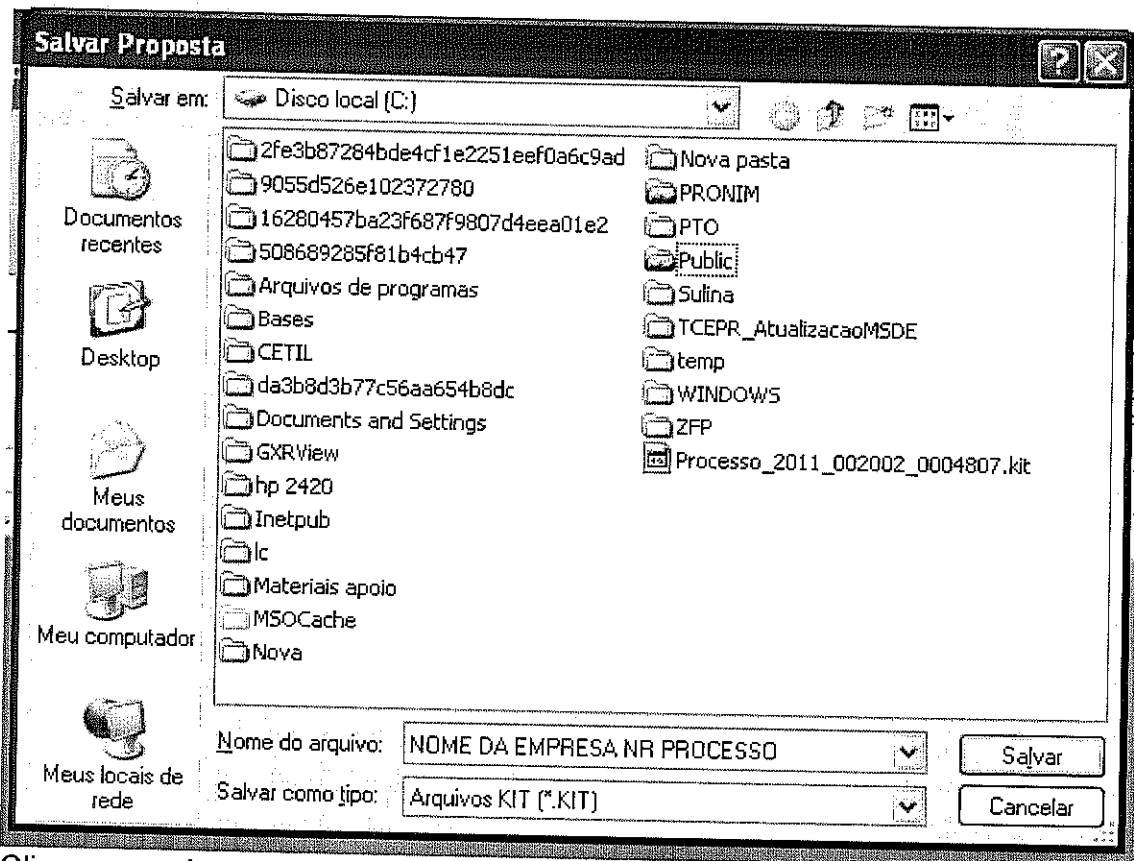 Salvar Proposta
Salvar em:
Disco local (C:)
Documentos
recentes
Desktop
Meus
documentos
Meu computador
Meus locais de
rede
2fe3b87284bde4cf1e2251eef0a6c9ad
9055d526e102372780
16280457ba23f687f9807d4eea01e2
508689285f81b4cb47
Arquivos de programas
Bases
CETIL
da3b8d3b77c56aa654b8dc
Documents and Settings
GXRView
hp 2420
Inetpub
lc
Materiais apoio
MSOCache
Nova
Nova pasta
PRONIM
PTO
Public
Sulina
TCEPR_AtualizacaoMSDE
temp
WINDOWS
ZFP
Processo_2011_002002_0004807.kit
Nome do arquivo:
NOME DA EMPRESA NR PROCESSO
Salvar
Salvar como tipo:
Arquivos KIT (*.KIT)
Cancelar